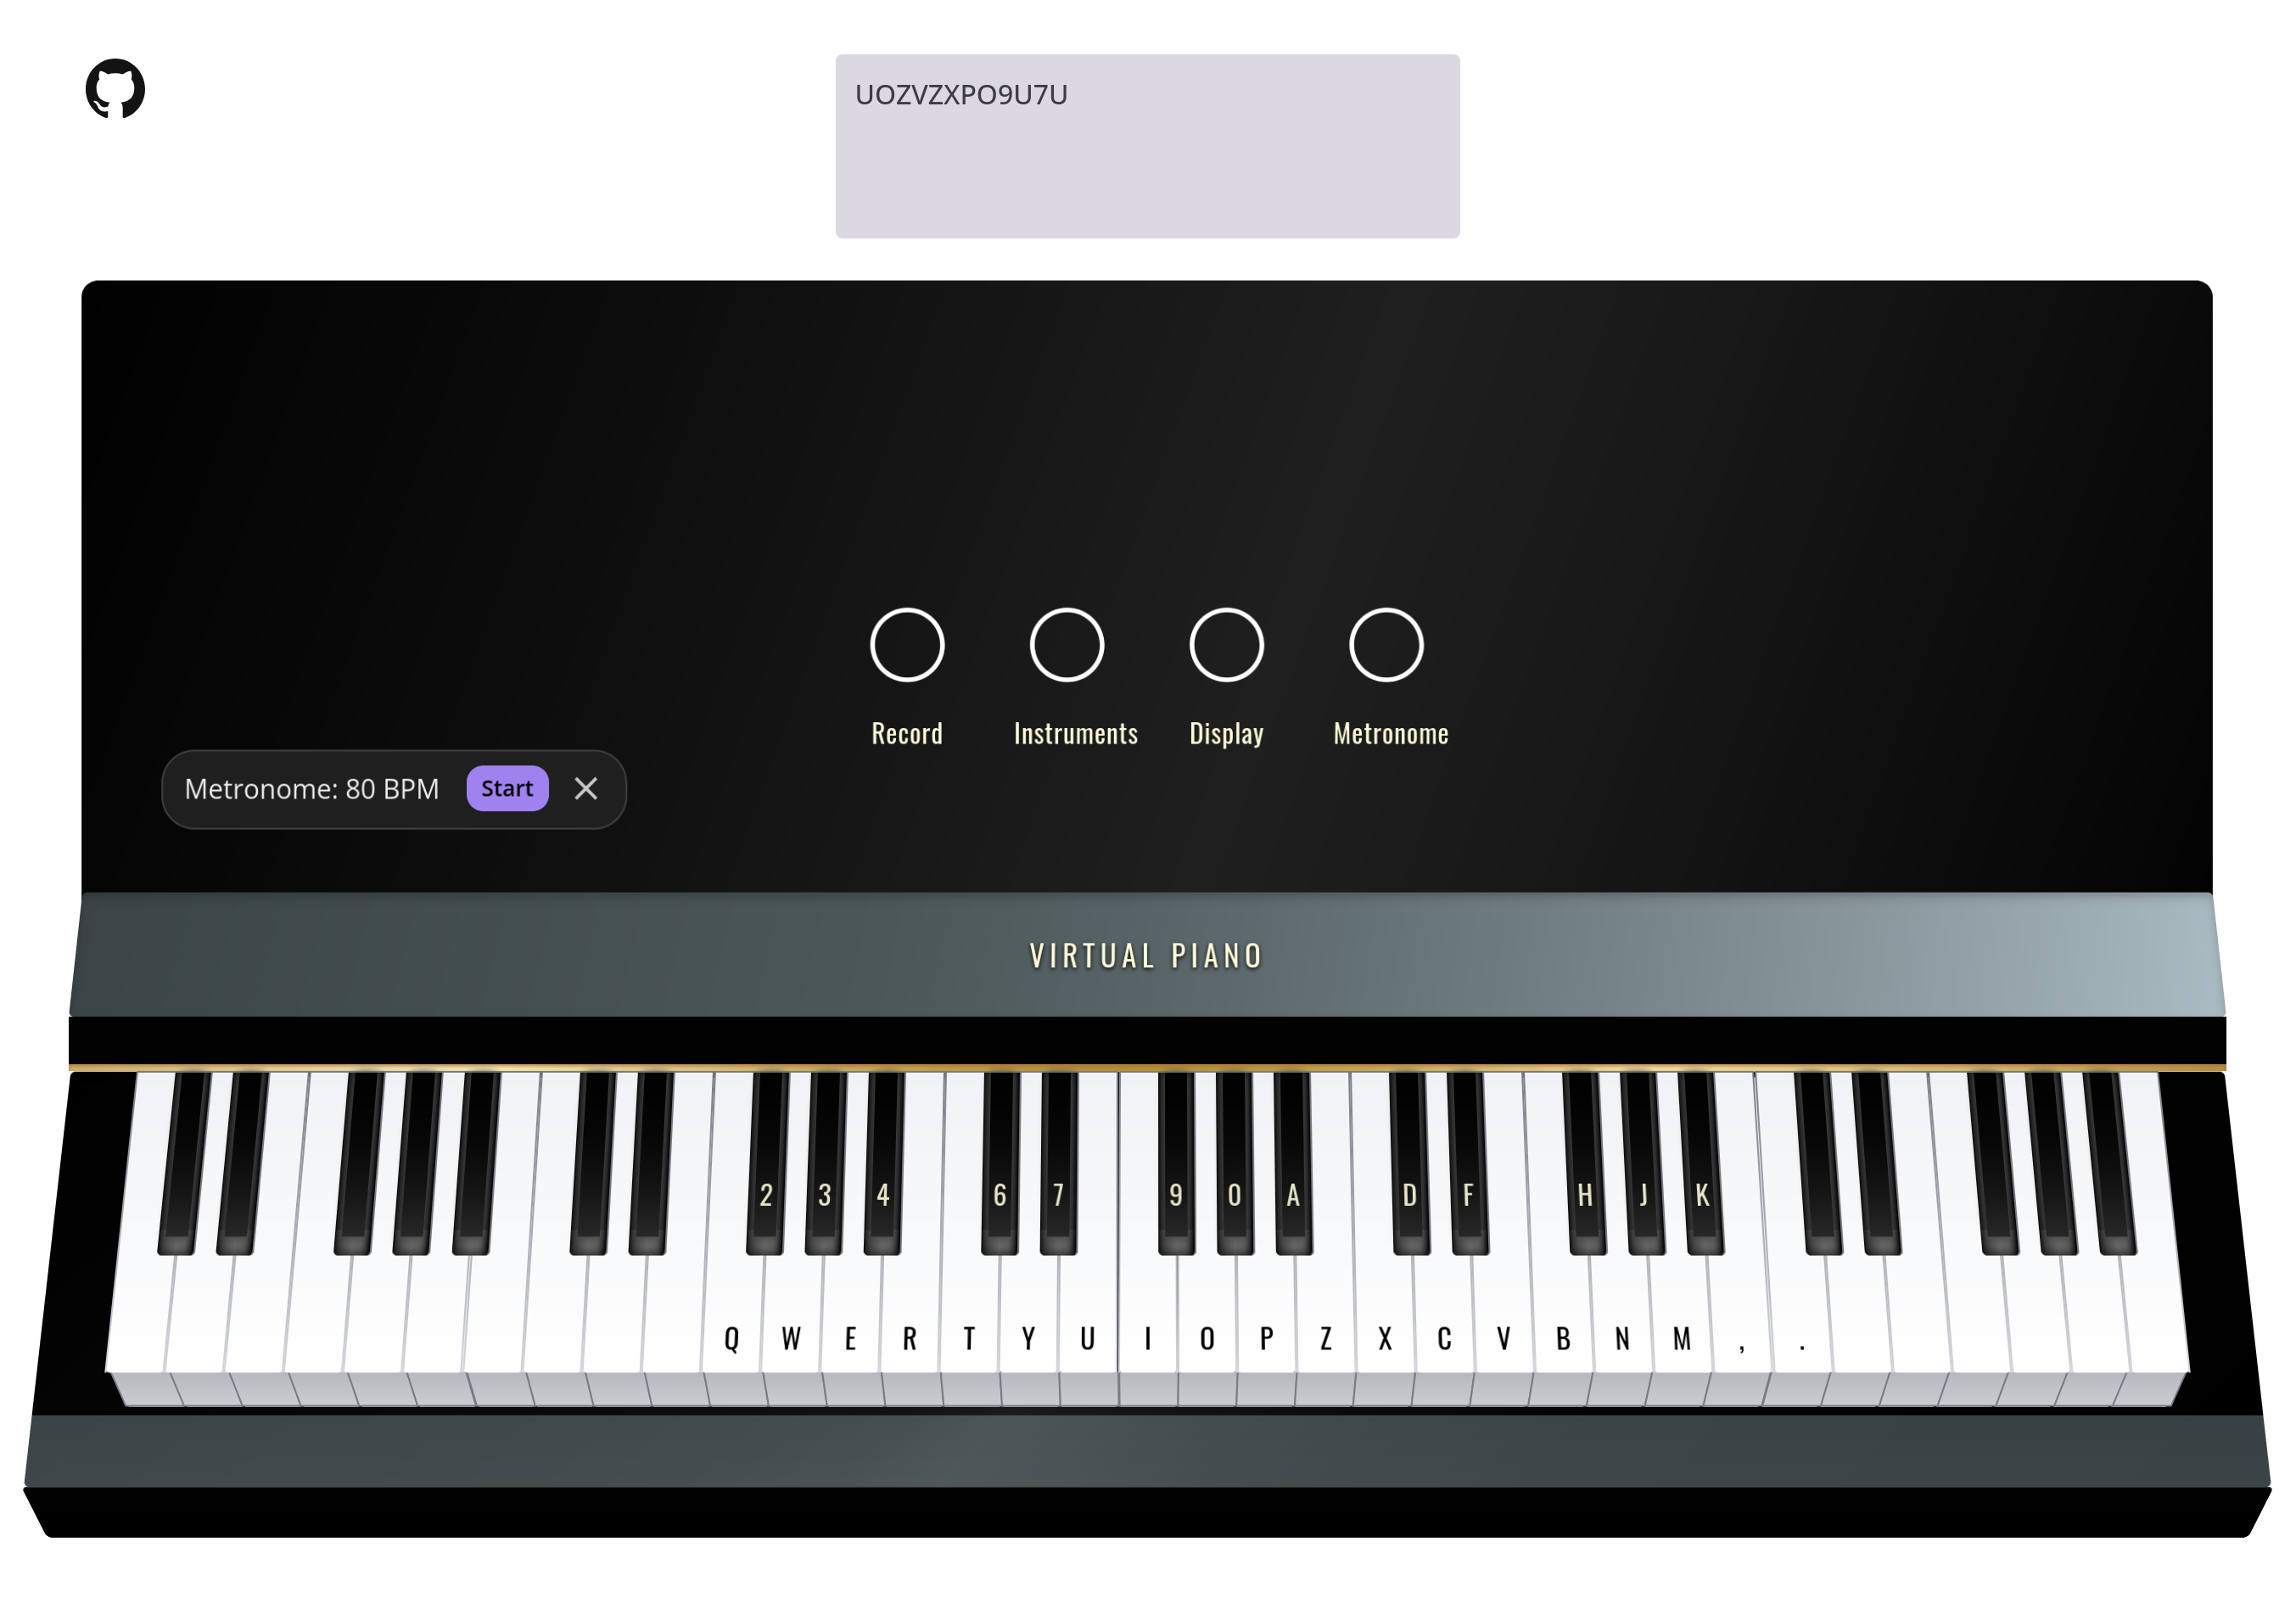 UOZVZXPO9U7U
Record Instruments Display Metronome
Metronome: 80 BPM Start
VIRTUAL PIANO
2 3 4 6 7 9 0 A D F H J K
Q W E R T Y U I O P Z X C V B N M , .